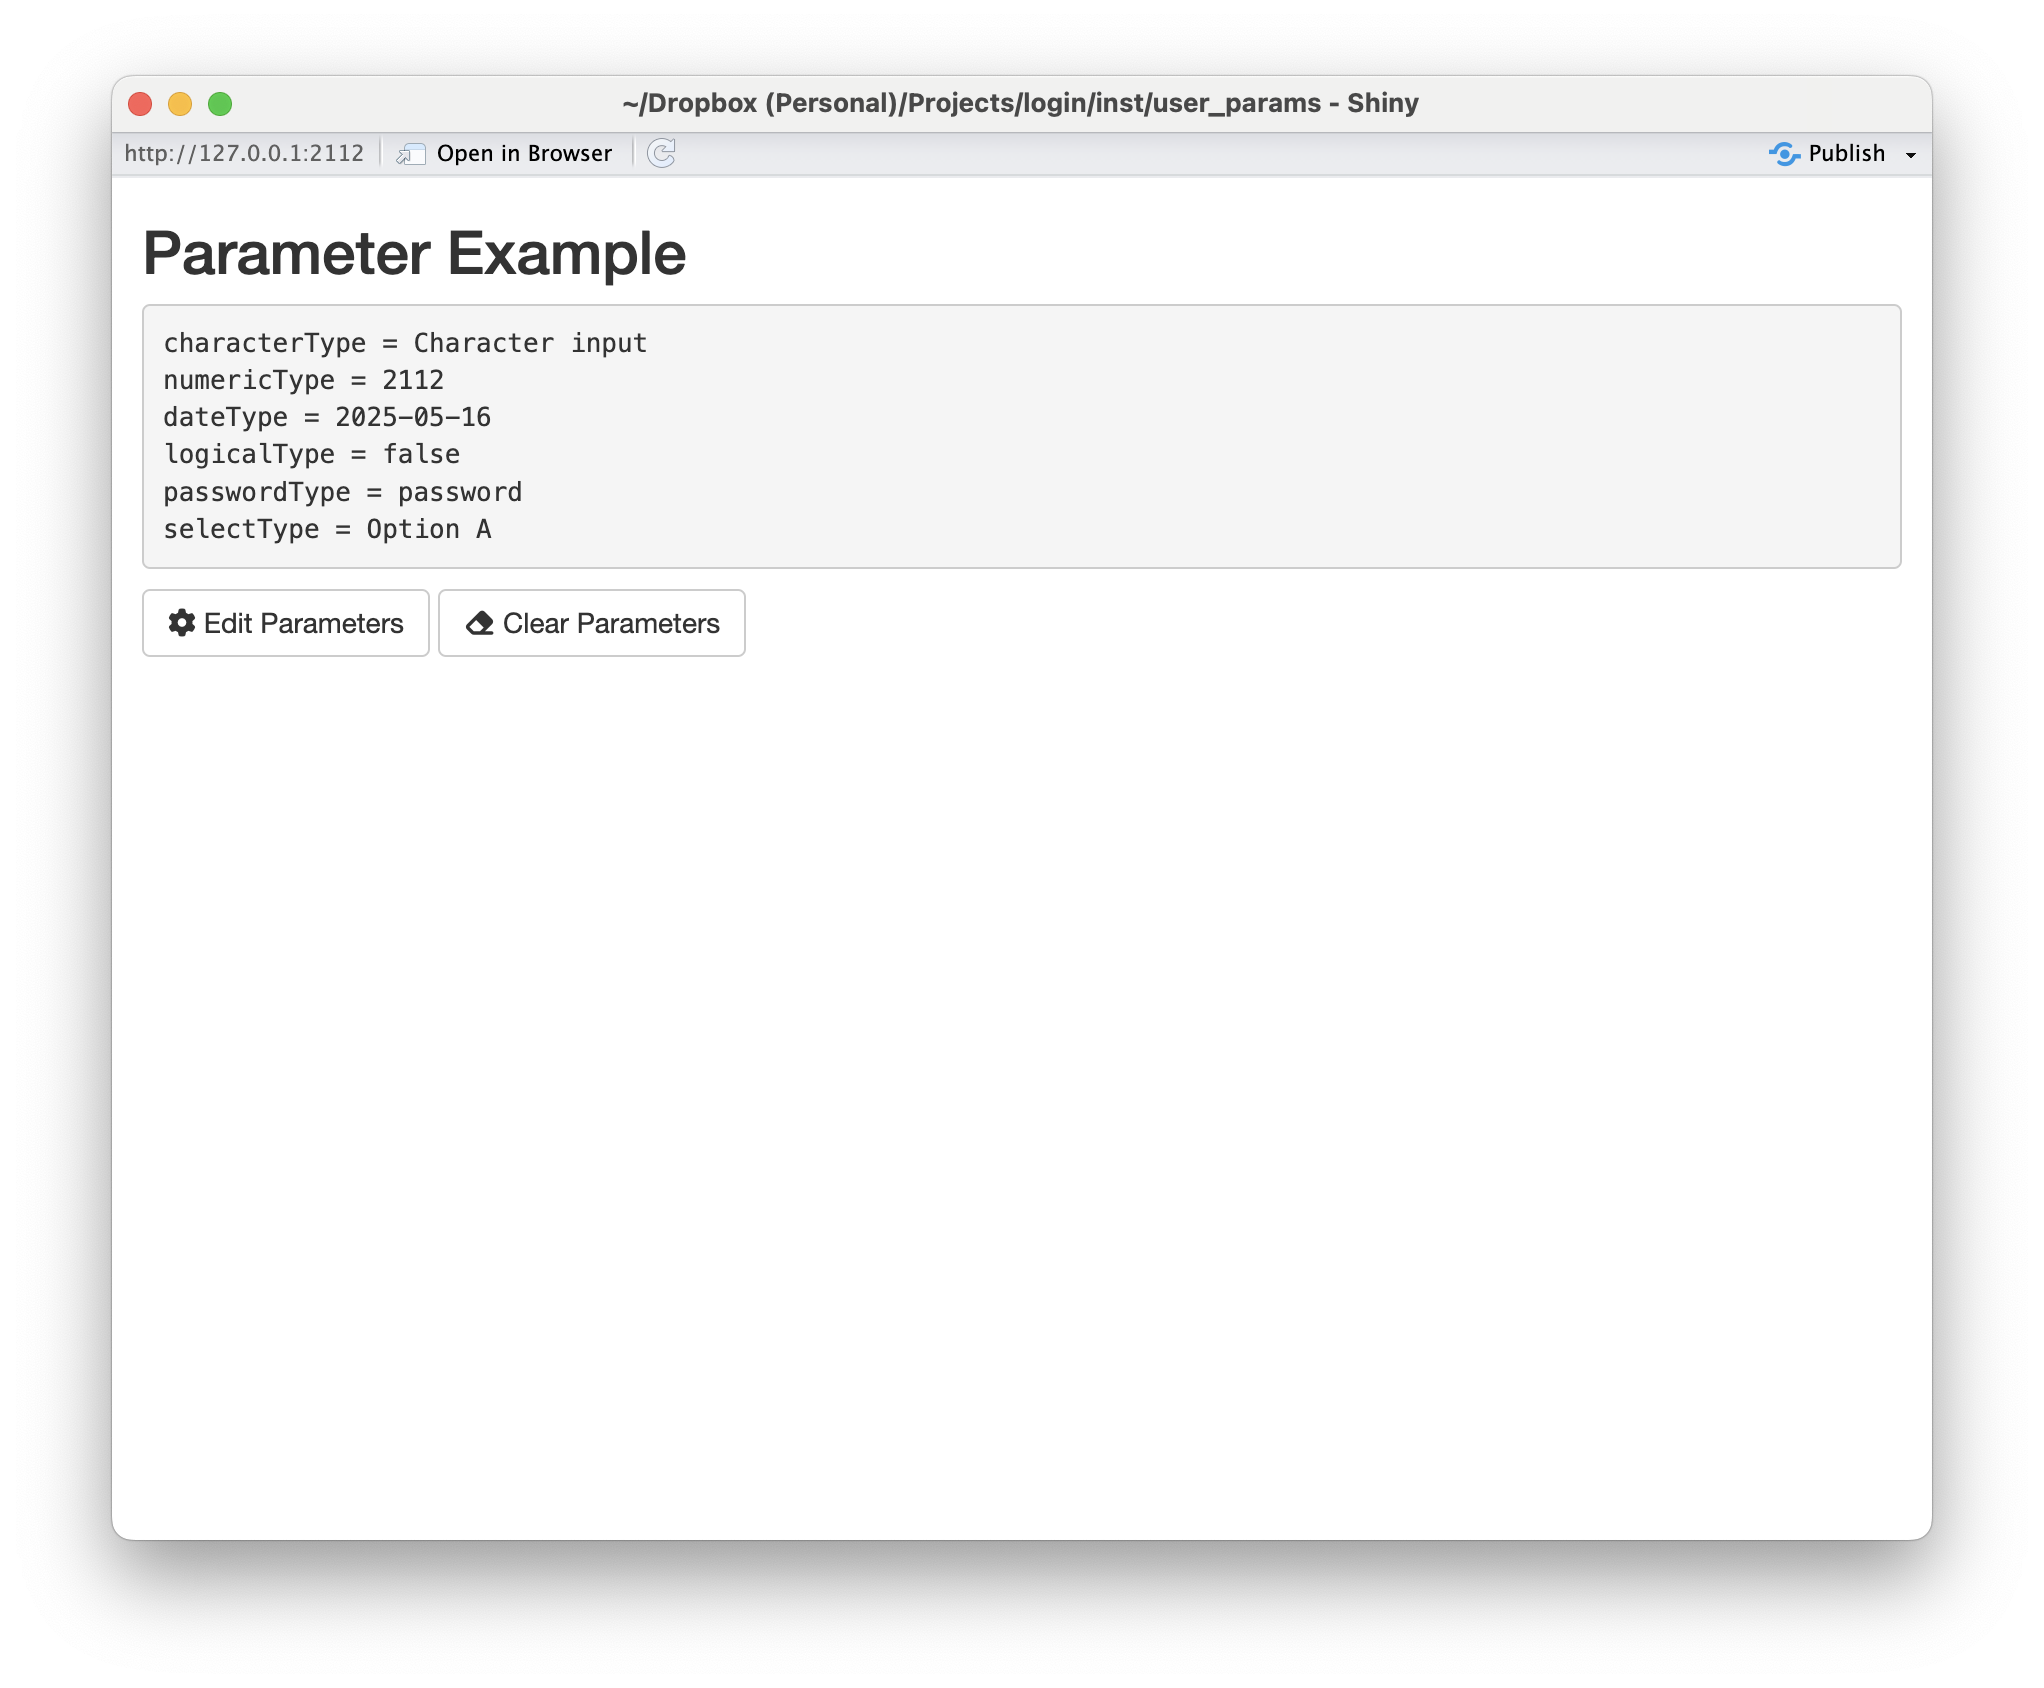 ~/Dropbox (Personal)/Projects/login/inst/user_params - Shiny
http://127.0.0.1:2112 Open in Browser Publish
Parameter Example
characterType = Character input
numericType = 2112
dateType = 2025-05-16
logicalType = false
passwordType = password
selectType = Option A
Edit Parameters Clear Parameters